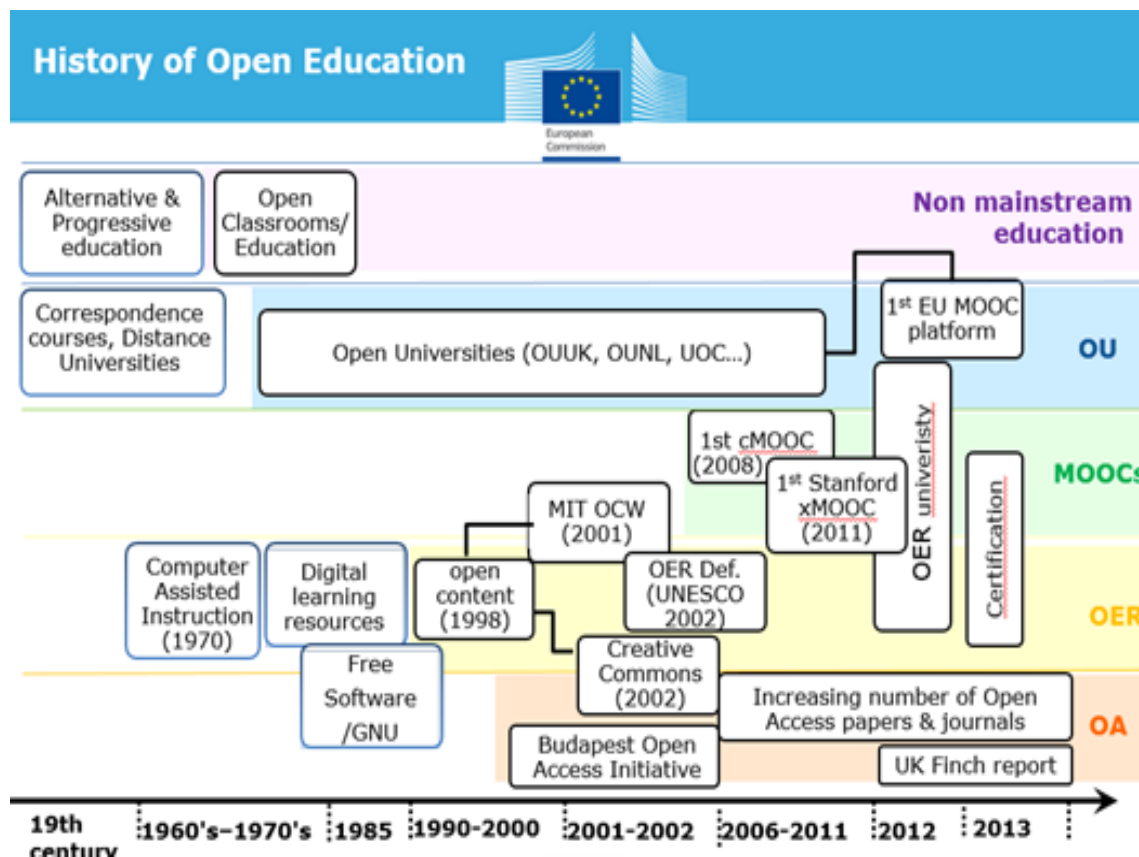 History of Open Education
European
Commission
Alternative &
Progressive
education
Open
Classrooms/
Education
Non mainstream
education
Correspondence
courses, Distance
Universities
Open Universities (OUUK, OUNL, UOC...)
1st EU MOOC
platform
OU
1st cMOOC
(2008)
1st Stanford
xMOOC
(2011)
OER univeristy
Certification
MOOCs
MIT OCW
(2001)
Computer
Assisted
Instruction
(1970)
Digital
learning
resources
open
content
(1998)
OER Def.
(UNESCO
2002)
OER
Free
Software
/GNU
Creative
Commons
(2002)
Increasing number of Open
Access papers & journals
OA
Budapest Open
Access Initiative
UK Finch report
19th
century
1960's-1970's
1985
1990-2000
2001-2002
2006-2011
2012
2013